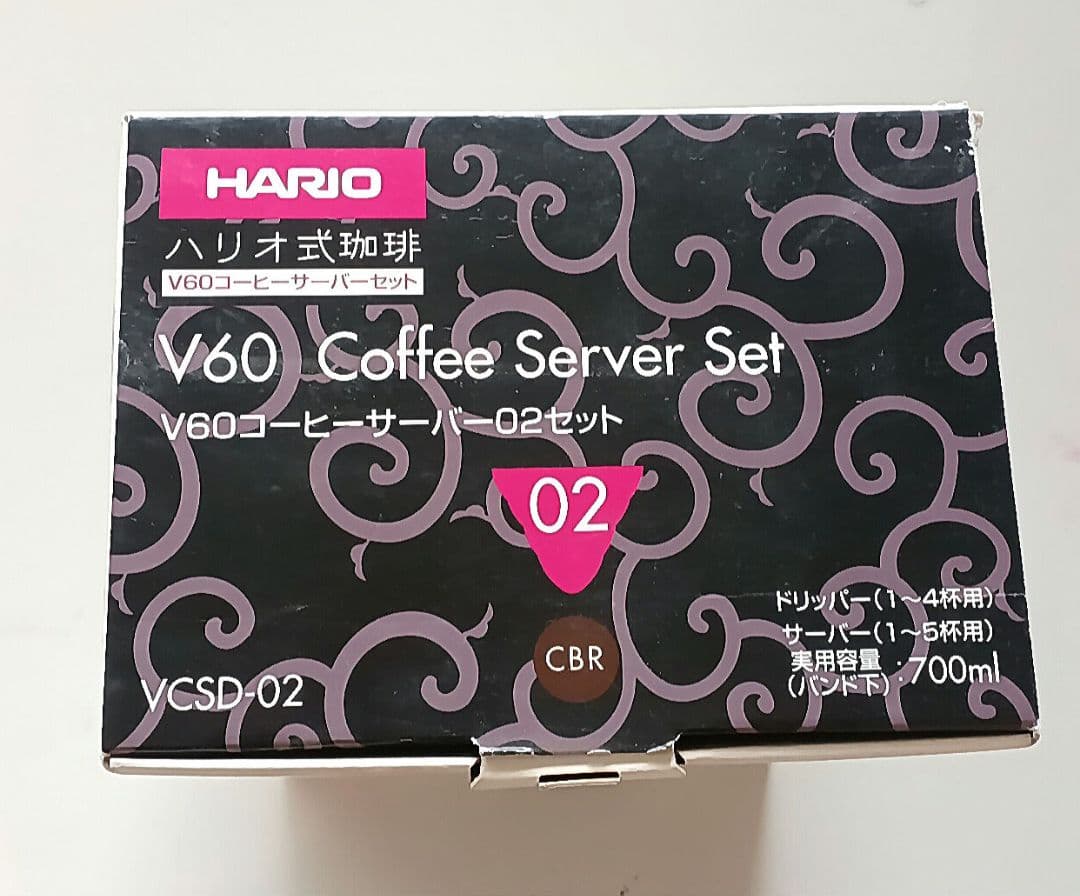 HARIO
ハリオ式珈琲
V60コーヒーサーバーセット
V60 Coffee Server Set
V60コーヒーサーバー02セット
02
CBR
VCSD-02
ドリッパー(1〜4杯用)
サーバー(1〜5杯用)
実用容量
(バンド下):700ml